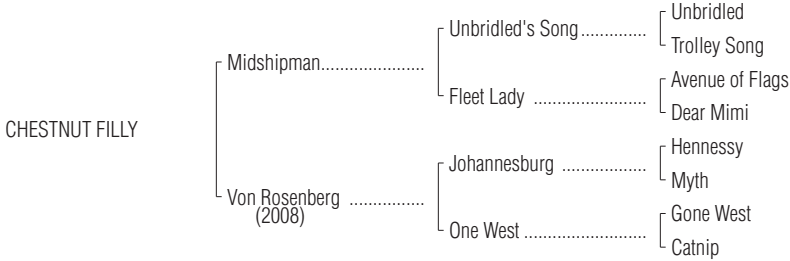 Unbridled
Unbridled's Song..............
Trolley Song
Midshipman......................
Avenue of Flags
Fleet Lady ........................
Dear Mimi
CHESTNUT FILLY
Hennessy
Johannesburg ..................
Myth
Von Rosenberg ................
(2008)
Gone West
One West ..........................
Catnip